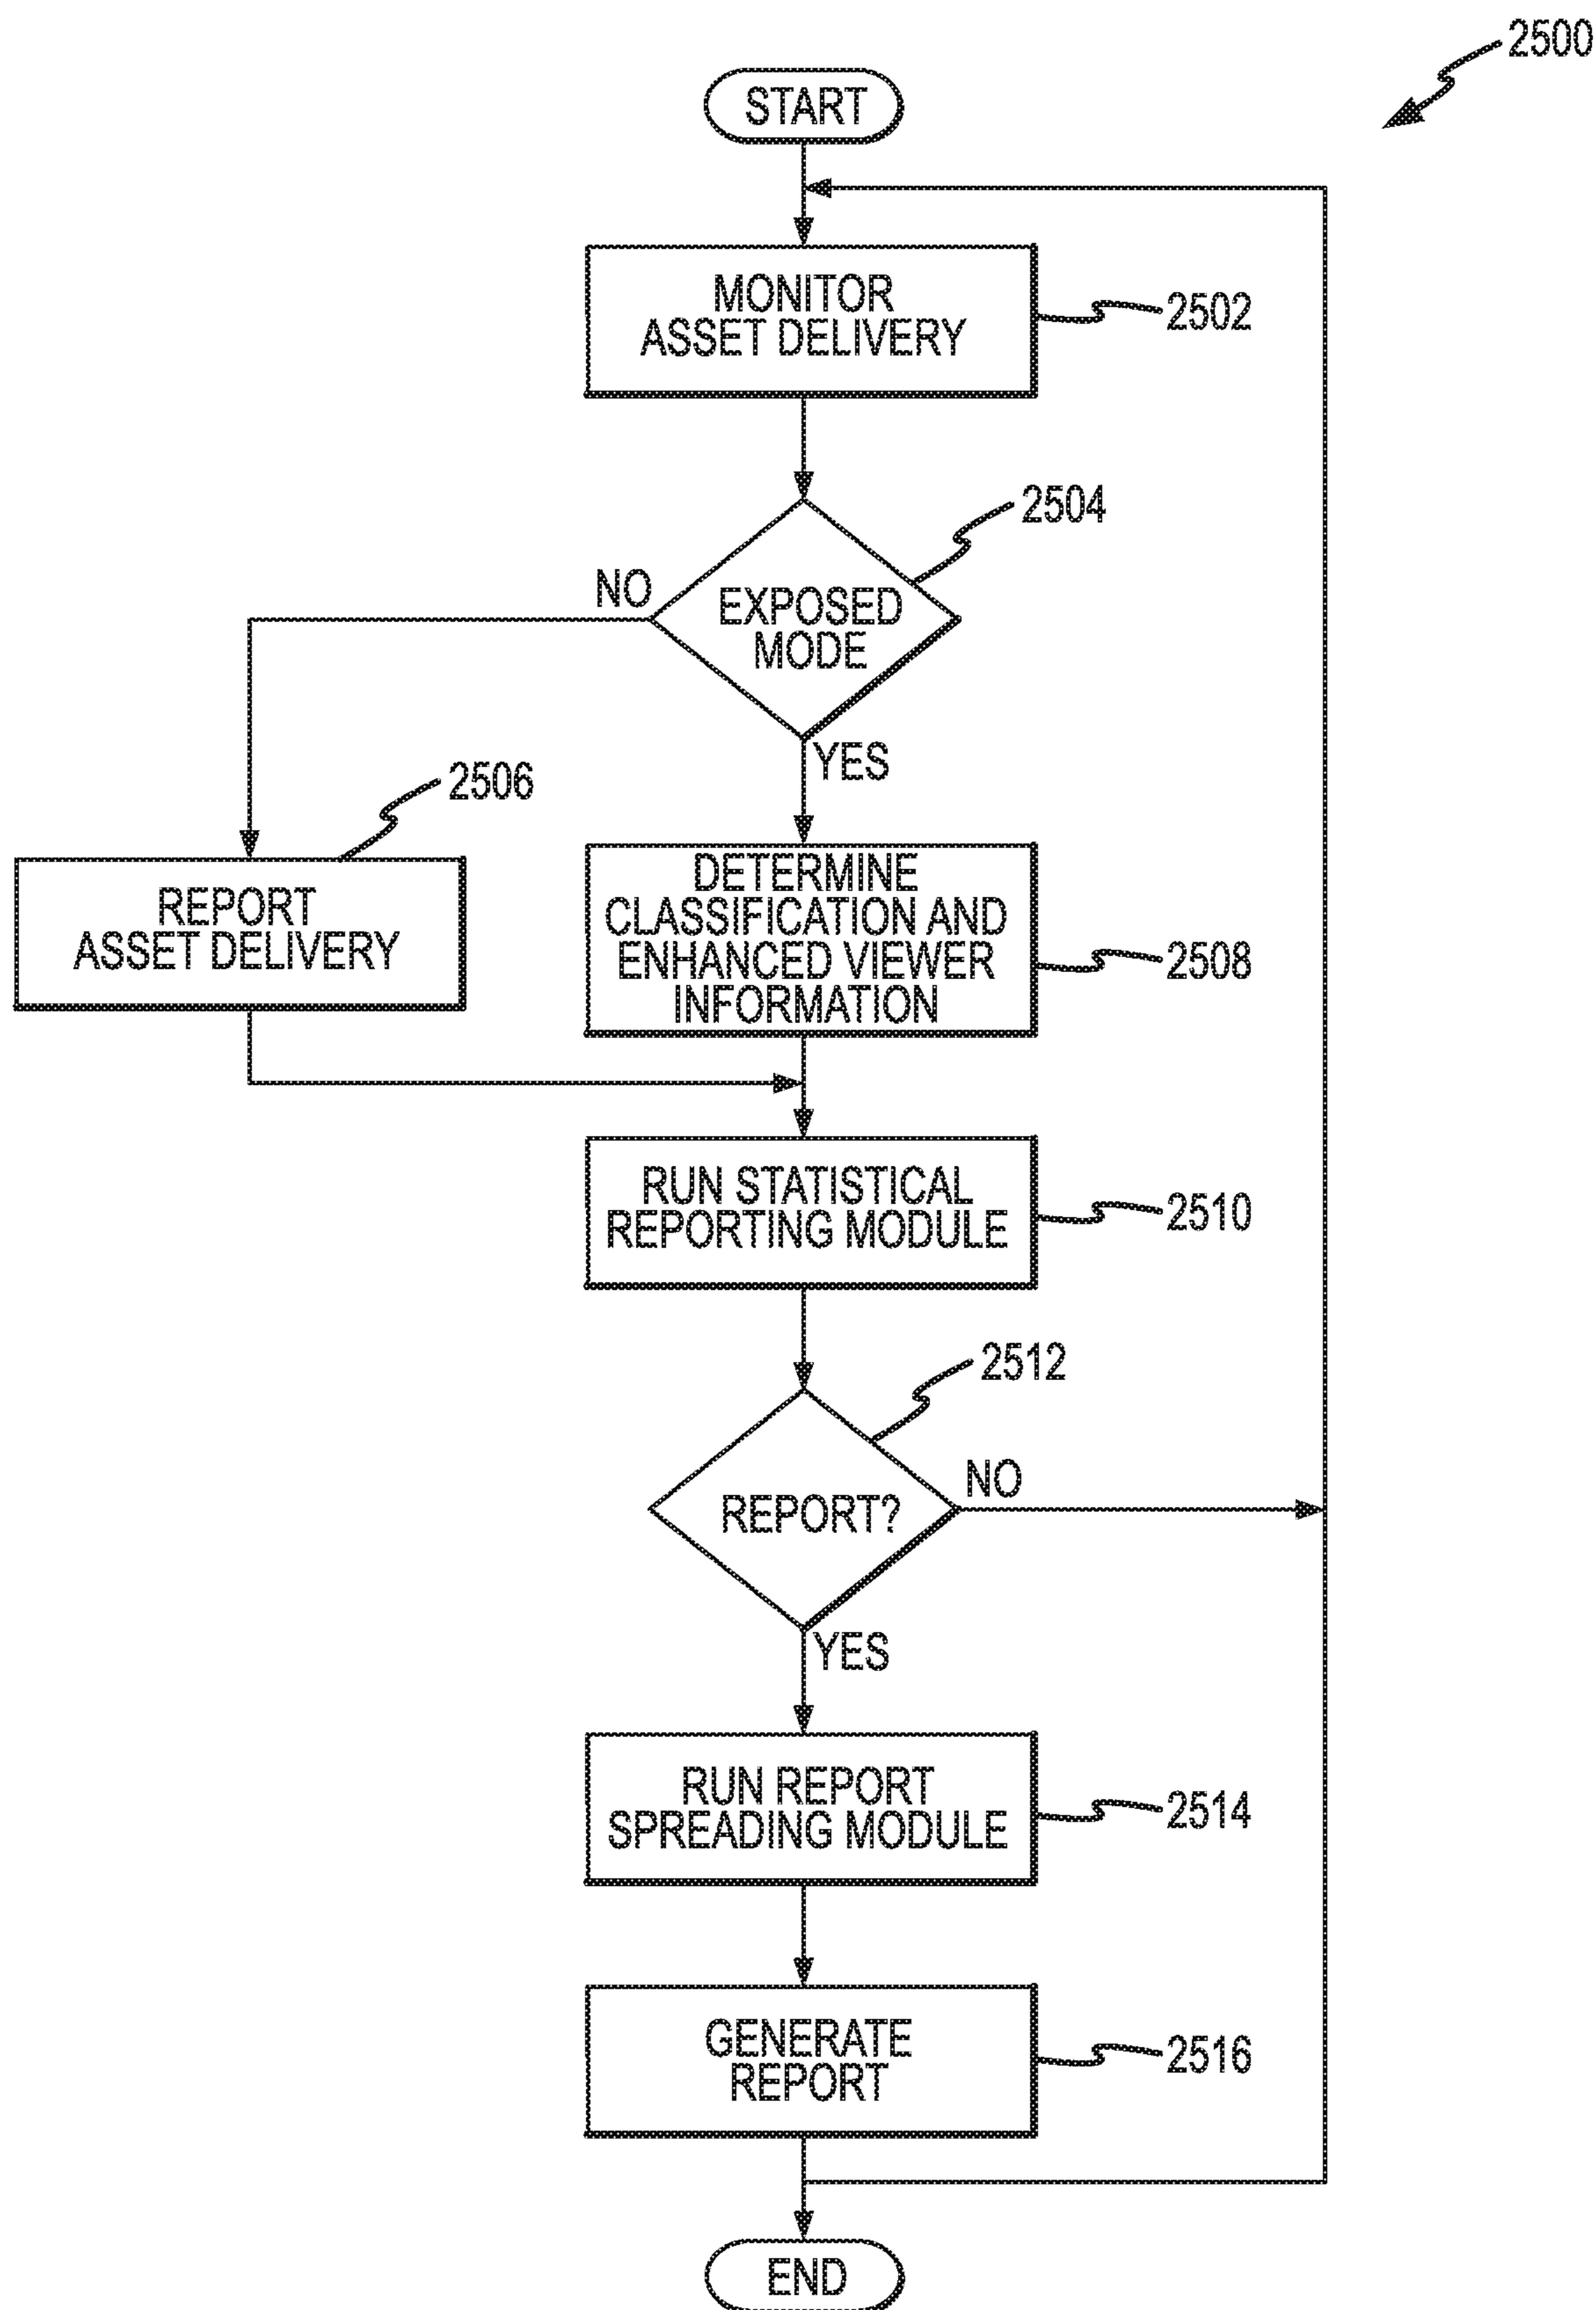 2500
START
MONITOR
ASSET DELIVERY
2502
2504
NO
EXPOSED
MODE
YES
2506
REPORT
ASSET DELIVERY
DETERMINE
CLASSIFICATION AND
ENHANCED VIEWER
INFORMATION
2508
RUN STATISTICAL
REPORTING MODULE
2510
2512
NO
REPORT?
YES
RUN REPORT
SPREADING MODULE
2514
GENERATE
REPORT
2516
END